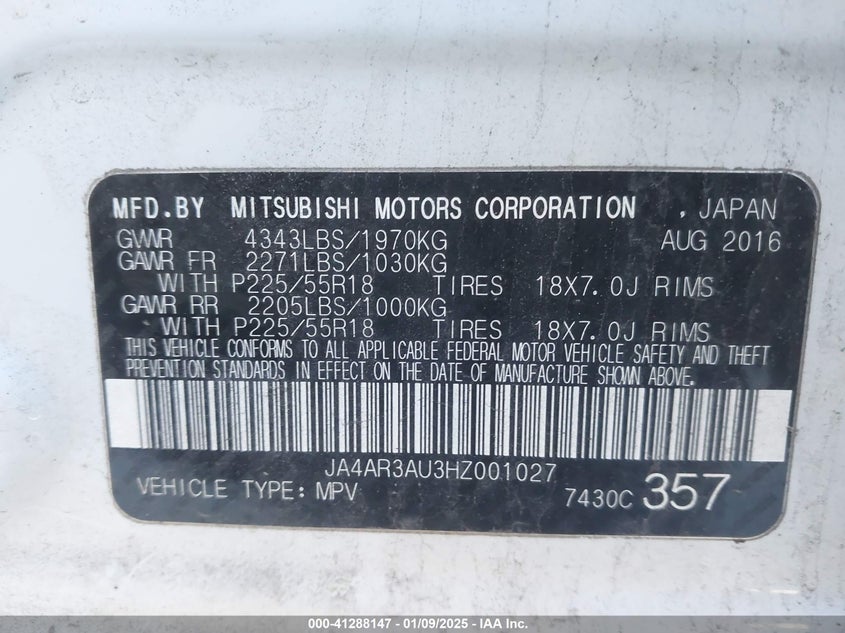 MFD.BY MITSUBISHI MOTORS CORPORATION , JAPAN
GVWR 4343LBS/1970KG AUG 2016
GAWR FR 2271LBS/1030KG
WITH P225/55R18 TIRES 18X7.0J RIMS
GAWR RR 2205LBS/1000KG
WITH P225/55R18 TIRES 18X7.0J RIMS
THIS VEHICLE CONFORMS TO ALL APPLICABLE FEDERAL MOTOR VEHICLE SAFETY AND THEFT
PREVENTION STANDARDS IN EFFECT ON THE DATE OF MANUFACTURE SHOWN ABOVE.
JA4AR3AU3HZ001027
VEHICLE TYPE: MPV 7430C 357
000-41288147 - 01/09/2025 - IAA Inc.